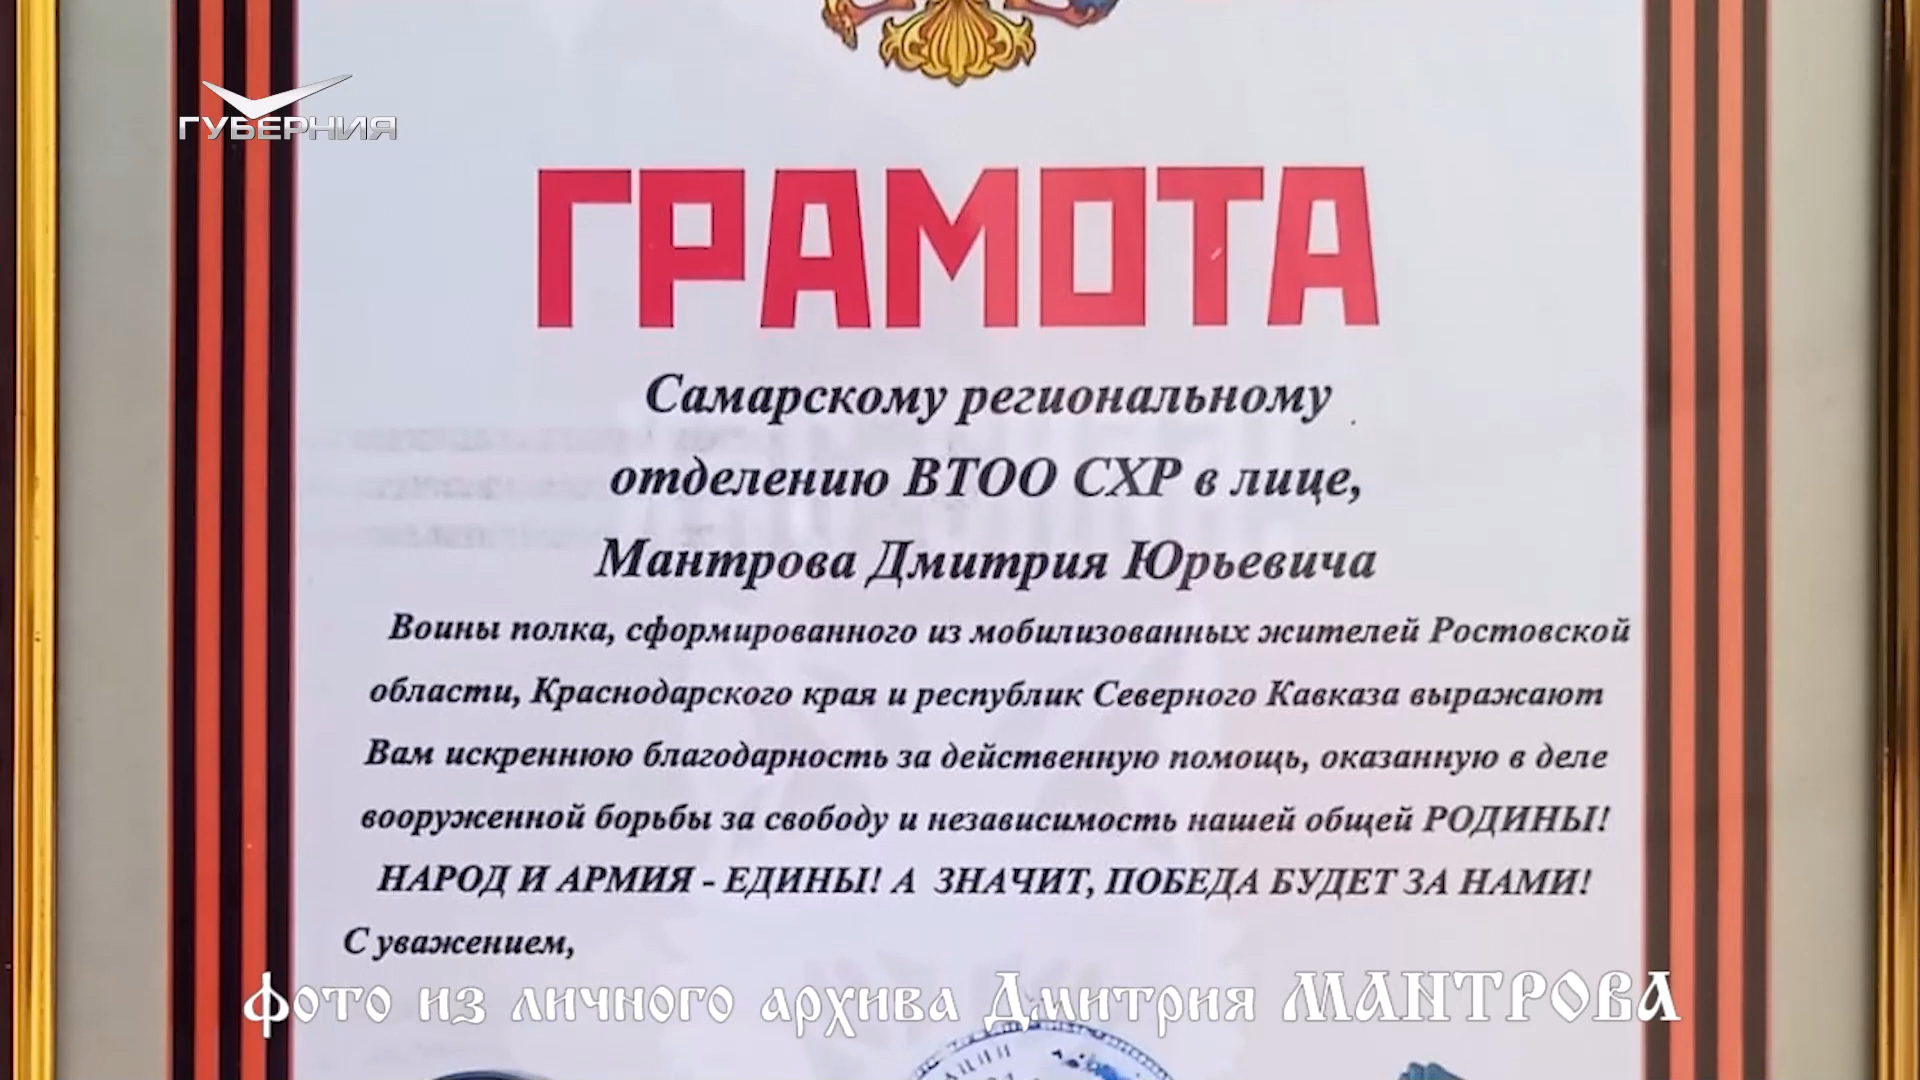 ГУБЕРНИЯ
ГРАМОТА
Самарскому региональному
отделению ВТОО СХР в лице,
Мантрова Дмитрия Юрьевича
Воины полка, сформированного из мобилизованных жителей Ростовской
области, Краснодарского края и республик Северного Кавказа выражают
Вам искреннюю благодарность за действенную помощь, оказанную в деле
вооруженной борьбы за свободу и независимость нашей общей РОДИНЫ!
НАРОД И АРМИЯ - ЕДИНЫ! А ЗНАЧИТ, ПОБЕДА БУДЕТ ЗА НАМИ!
С уважением,
фото из личного архива Дмитрия МАНТРОВА